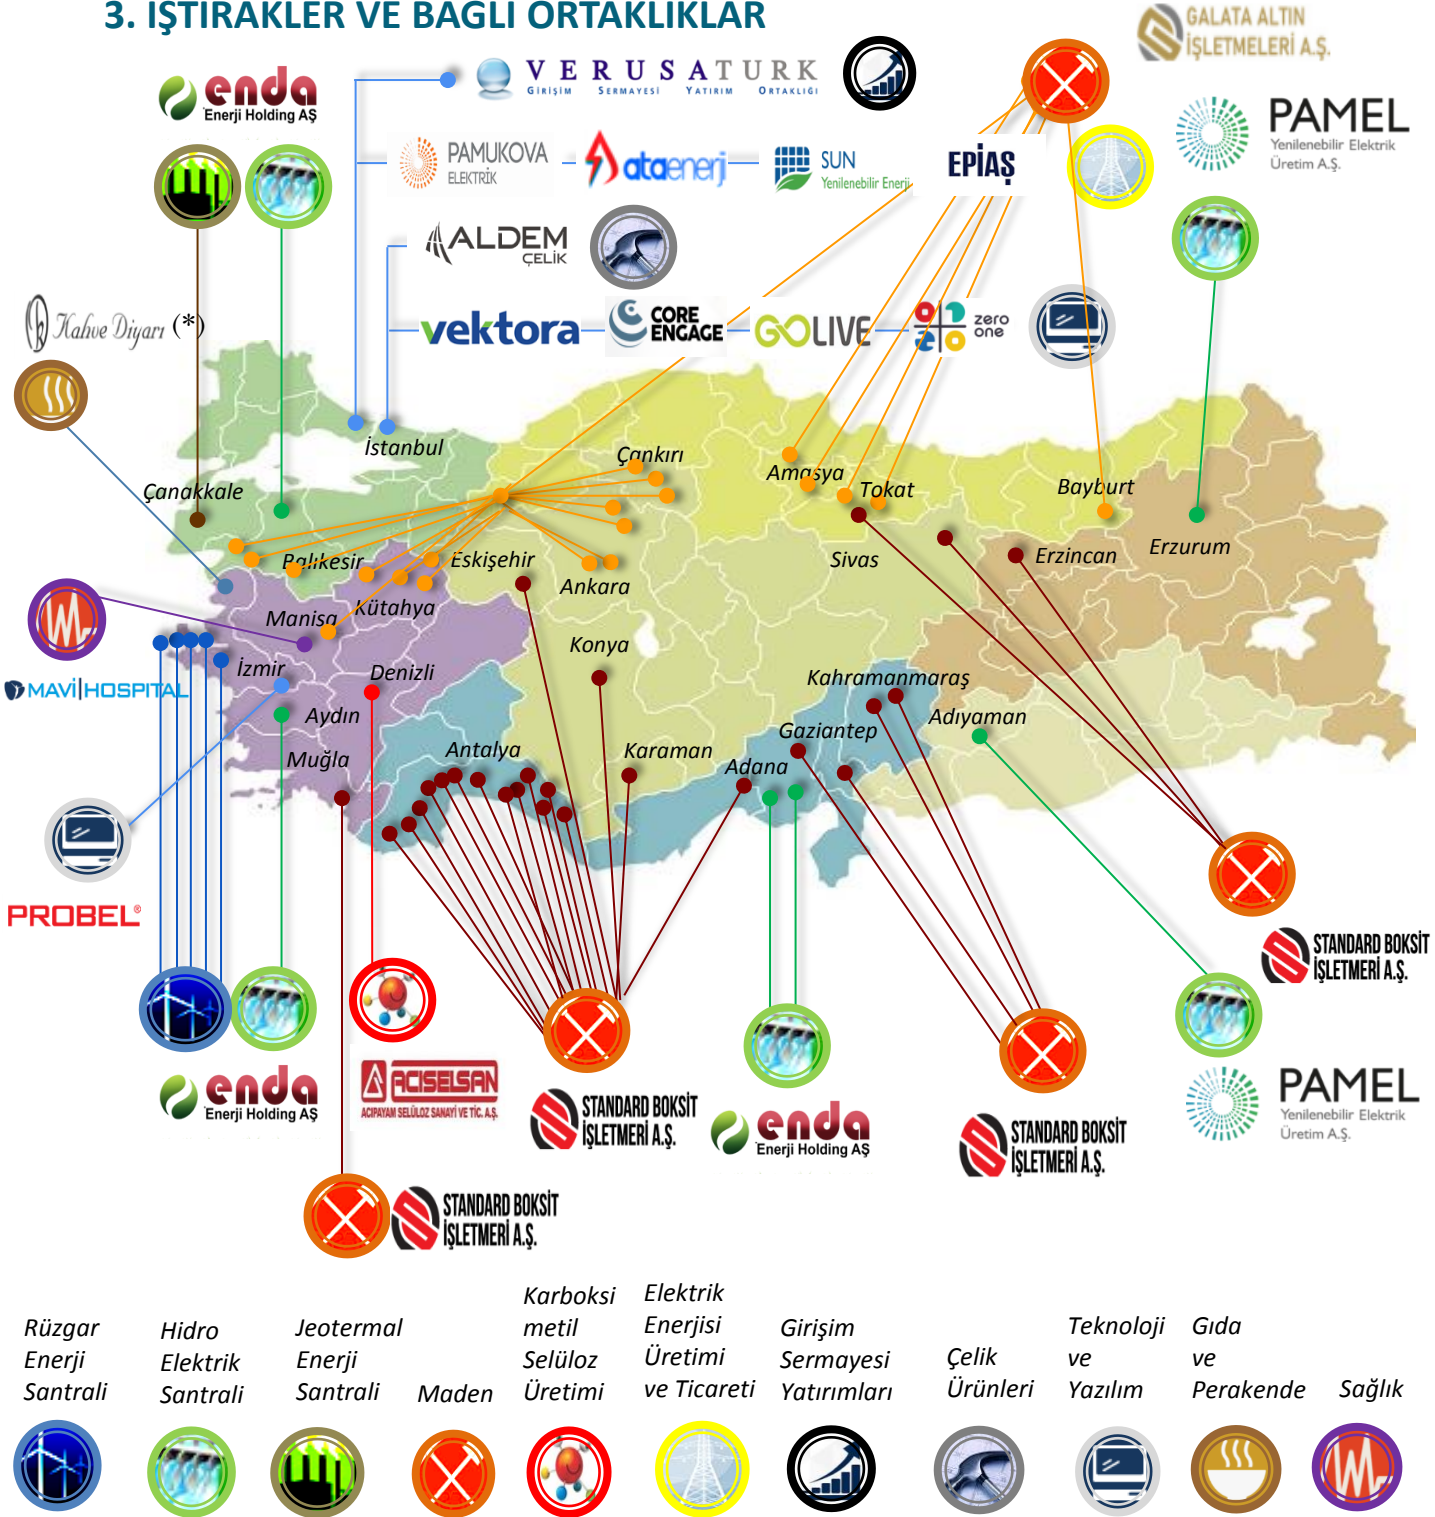 3. İŞTİRAKLER VE BAĞLI ORTAKLIKLAR
GALATA ALTIN
İŞLETMELERİ A.Ş.
enda
Enerji Holding AŞ
VERUSATURK
GİRİŞİM SERMAYESİ YATIRIM ORTAKLIĞI
PAMEL
Yenilenebilir Elektrik
Üretim A.Ş.
PAMUKOVA
ELEKTRİK
ataenerji
SUN
Yenilenebilir Enerji
EPİAŞ
ALDEM
ÇELİK
Kahve Diyarı (*)
vektora
CORE
ENGAGE
GOLIVE
zero
one
İstanbul
Çankırı
Amasya
Tokat
Bayburt
Çanakkale
Balıkesir
Eskişehir
Ankara
Sivas
Erzincan
Erzurum
Manisa
Kütahya
Konya
İzmir
Denizli
Kahramanmaraş
MAVİ|HOSPITAL
Aydın
Gaziantep
Adıyaman
Muğla
Antalya
Karaman
Adana
PROBEL®
STANDARD BOKSİT
İŞLETMERİ A.Ş.
enda
Enerji Holding AŞ
ACISELSAN
ACIPAYAM SELÜLOZ SANAYİ VE TİC. A.Ş.
STANDARD BOKSİT
İŞLETMERİ A.Ş.
enda
Enerji Holding AŞ
STANDARD BOKSİT
İŞLETMERİ A.Ş.
PAMEL
Yenilenebilir Elektrik
Üretim A.Ş.
STANDARD BOKSİT
İŞLETMERİ A.Ş.
Rüzgar
Enerji
Santrali
Hidro
Elektrik
Santrali
Jeotermal
Enerji
Santrali
Maden
Karboksi
metil
Selüloz
Üretimi
Elektrik
Enerjisi
Üretimi
ve Ticareti
Girişim
Sermayesi
Yatırımları
Çelik
Ürünleri
Teknoloji
ve
Yazılım
Gıda
ve
Perakende
Sağlık